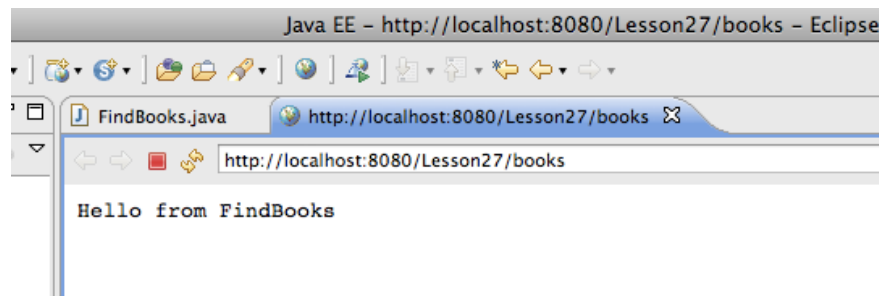 Java EE – http://localhost:8080/Lesson27/books – Eclipse
FindBooks.java
http://localhost:8080/Lesson27/books
http://localhost:8080/Lesson27/books
Hello from FindBooks